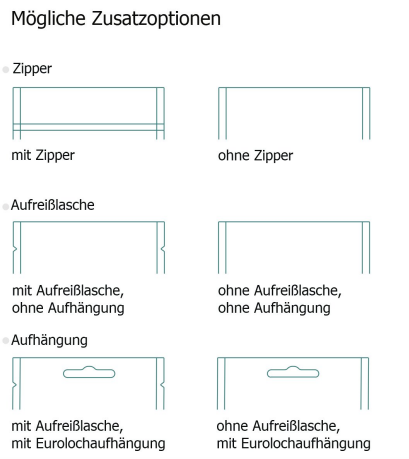 Mögliche Zusatzoptionen
Zipper
mit Zipper
ohne Zipper
Aufreißlasche
mit Aufreißlasche,
ohne Aufhängung
ohne Aufreißlasche,
ohne Aufhängung
Aufhängung
mit Aufreißlasche,
mit Eurolochaufhängung
ohne Aufreißlasche,
mit Eurolochaufhängung